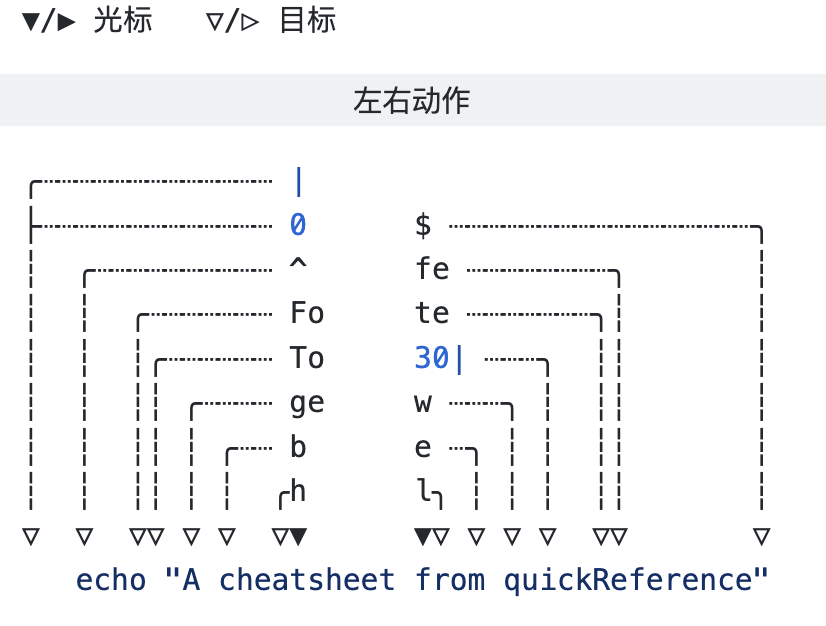 ▼/▶ 光标   ▽/▷ 目标
左右动作
|
0 $
^ fe
Fo te
To 30|
ge w
b e
h l
▽ ▽ ▽▽ ▽ ▽ ▽▼ ▼▽ ▽ ▽ ▽ ▽▽ ▽
echo "A cheatsheet from quickReference"